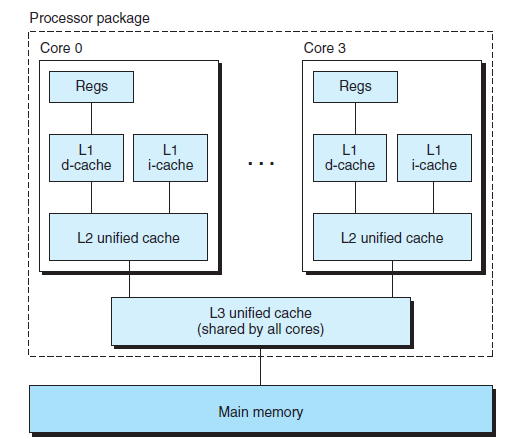 Processor package
Core 0
Core 3
Regs
Regs
L1
d-cache
L1
i-cache
. . .
L1
d-cache
L1
i-cache
L2 unified cache
L2 unified cache
L3 unified cache
(shared by all cores)
Main memory